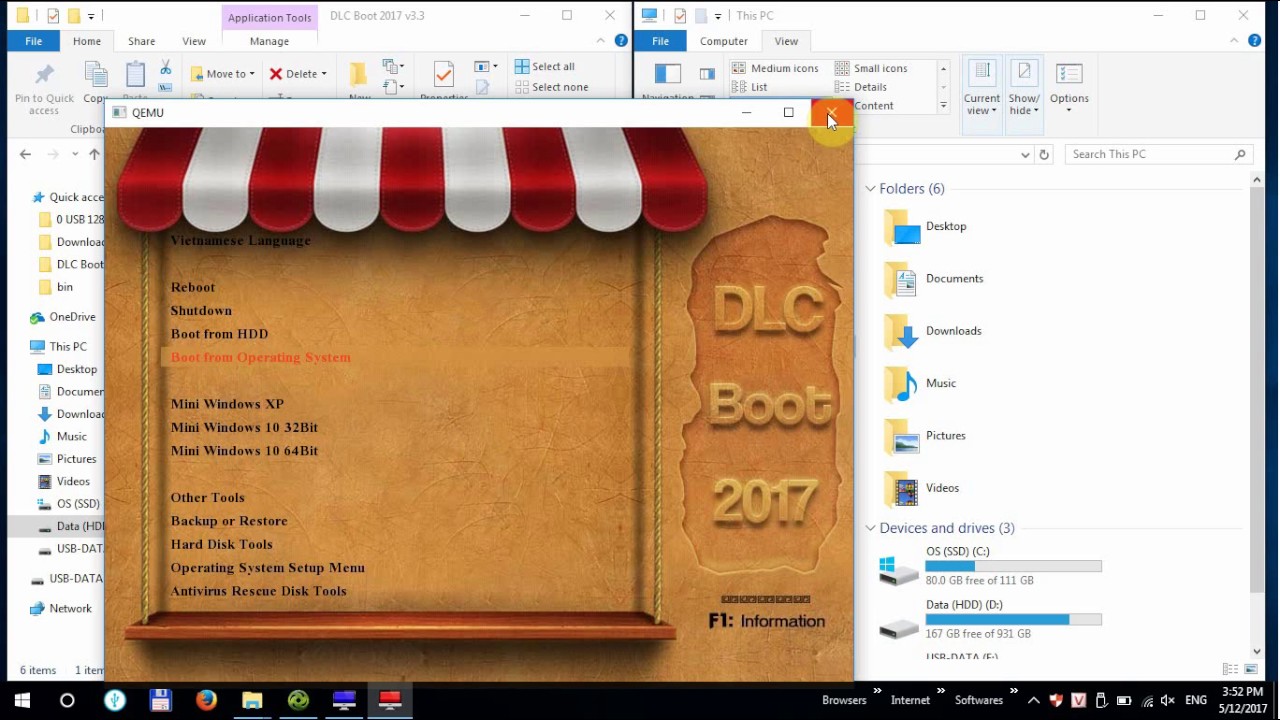 Application Tools
DLC Boot 2017 v3.3
This PC
File
Home
Share
View
Manage
File
Computer
View
Pin to Quick
access
Copy
Move to
Delete
Select all
Select none
Medium icons
Small icons
List
Details
Content
Current
view
Show/
hide
Options
QEMU
Search This PC
Quick acce
0 USB 128
Downloa
DLC Boot
bin
OneDrive
This PC
Desktop
Documen
Downloa
Music
Pictures
Videos
OS (SSD)
Data (HD
USB-DA
USB-DATA
Network
6 items
1 item
Vietnamese Language
Reboot
Shutdown
Boot from HDD
Boot from Operating System
Mini Windows XP
Mini Windows 10 32Bit
Mini Windows 10 64Bit
Other Tools
Backup or Restore
Hard Disk Tools
Operating System Setup Menu
Antivirus Rescue Disk Tools
DLC
Boot
2017
F1: Information
Folders (6)
Desktop
Documents
Downloads
Music
Pictures
Videos
Devices and drives (3)
OS (SSD) (C:)
80.0 GB free of 111 GB
Data (HDD) (D:)
167 GB free of 931 GB
USB-DATA (F:)
Browsers
Internet
Softwares
ENG
3:52 PM
5/12/2017